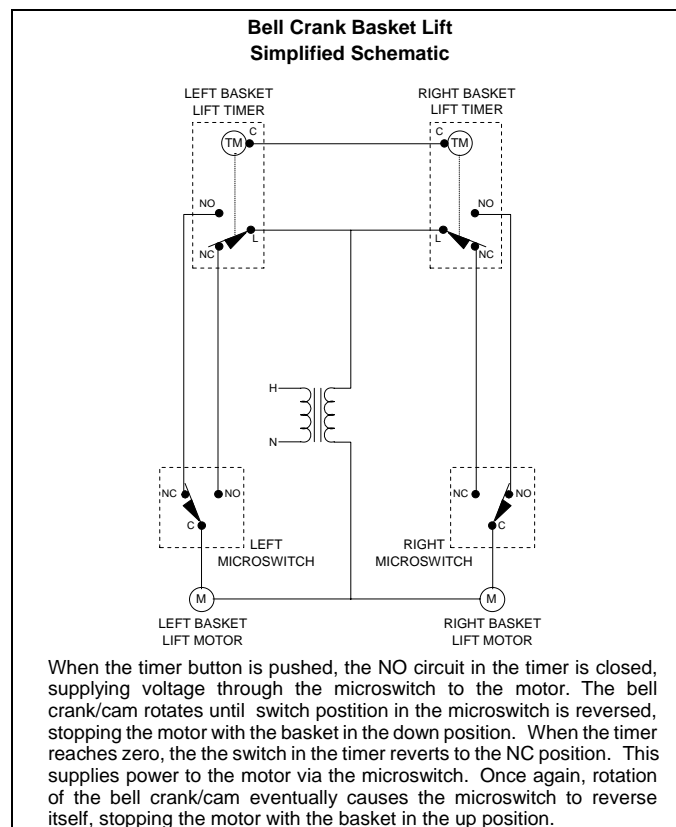 Bell Crank Basket Lift
Simplified Schematic
LEFT BASKET
LIFT TIMER
RIGHT BASKET
LIFT TIMER
TM
C
C
TM
NO
NO
L
L
NC
NC
H
N
NC
NO
NC
NO
C
C
LEFT
MICROSWITCH
RIGHT
MICROSWITCH
M
M
LEFT BASKET
LIFT MOTOR
RIGHT BASKET
LIFT MOTOR
When the timer button is pushed, the NO circuit in the timer is closed,
supplying voltage through the microswitch to the motor. The bell
crank/cam rotates until switch postition in the microswitch is reversed,
stopping the motor with the basket in the down position. When the timer
reaches zero, the the switch in the timer reverts to the NC position. This
supplies power to the motor via the microswitch. Once again, rotation
of the bell crank/cam eventually causes the microswitch to reverse
itself, stopping the motor with the basket in the up position.